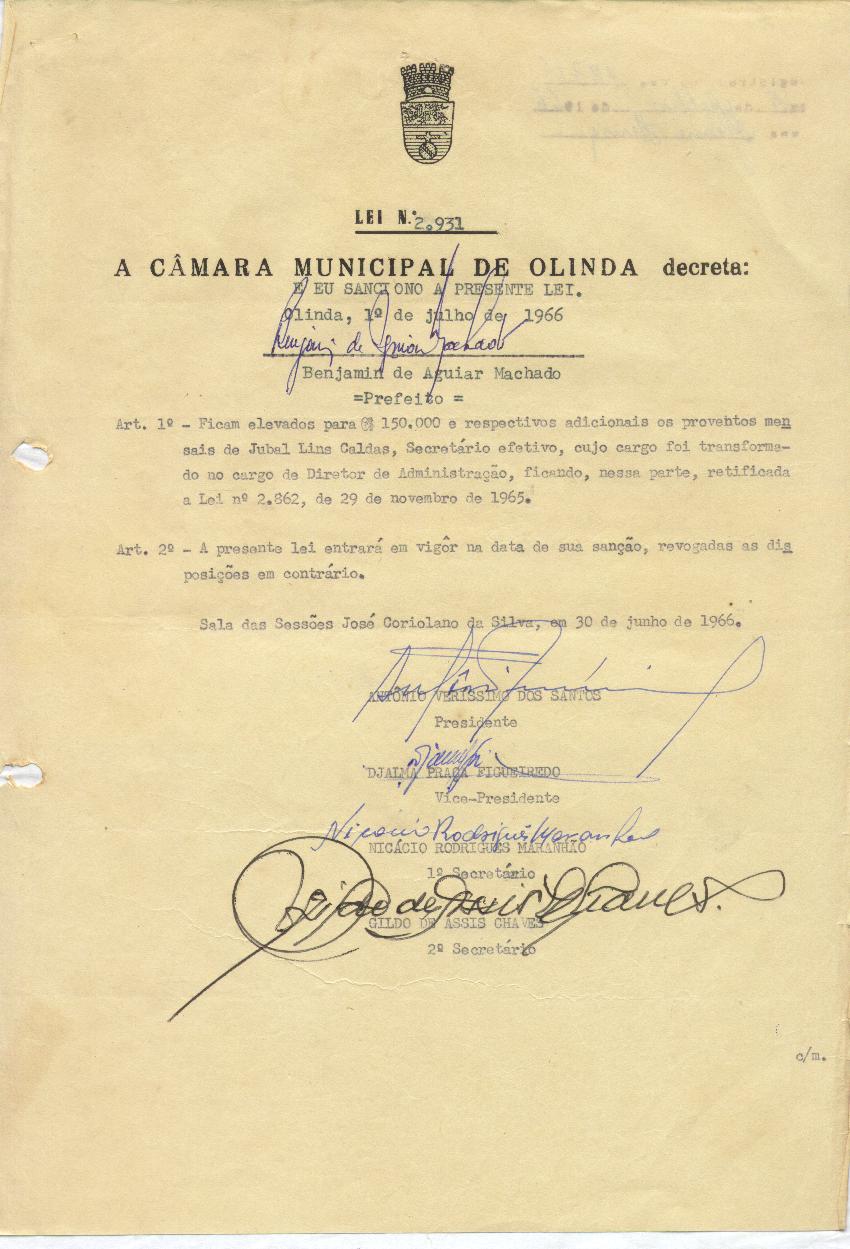 LEI N.º 2.931
A CÂMARA MUNICIPAL DE OLINDA decreta:
E EU SANCIONO A PRESENTE LEI.
Olinda, 1º de julho de 1966
Benjamin de Aguiar Machado
Benjamin de Aguiar Machado
=Prefeito =
Art. 1º - Ficam elevados para Cr$ 150.000 e respectivos adicionais os proventos men
sais de Jubal Lins Caldas, Secretário efetivo, cujo cargo foi transforma-
do no cargo de Diretor de Administração, ficando, nessa parte, retificada
a Lei nº 2.862, de 29 de novembro de 1965.
Art. 2º - A presente lei entrará em vigôr na data de sua sanção, revogadas as dis
posições em contrário.
Sala das Sessões José Coriolano da Silva, em 30 de junho de 1966.
ANTÔNIO VERÍSSIMO DOS SANTOS
Presidente
DJALMA PRAÇA FIGUEIREDO
Vice-Presidente
Nicácio Rodrigues Maranhão
NICÁCIO RODRIGUES MARANHÃO
1º Secretário
Gildo de Assis Chaves.
GILDO DE ASSIS CHAVES
2º Secretário
c/m.